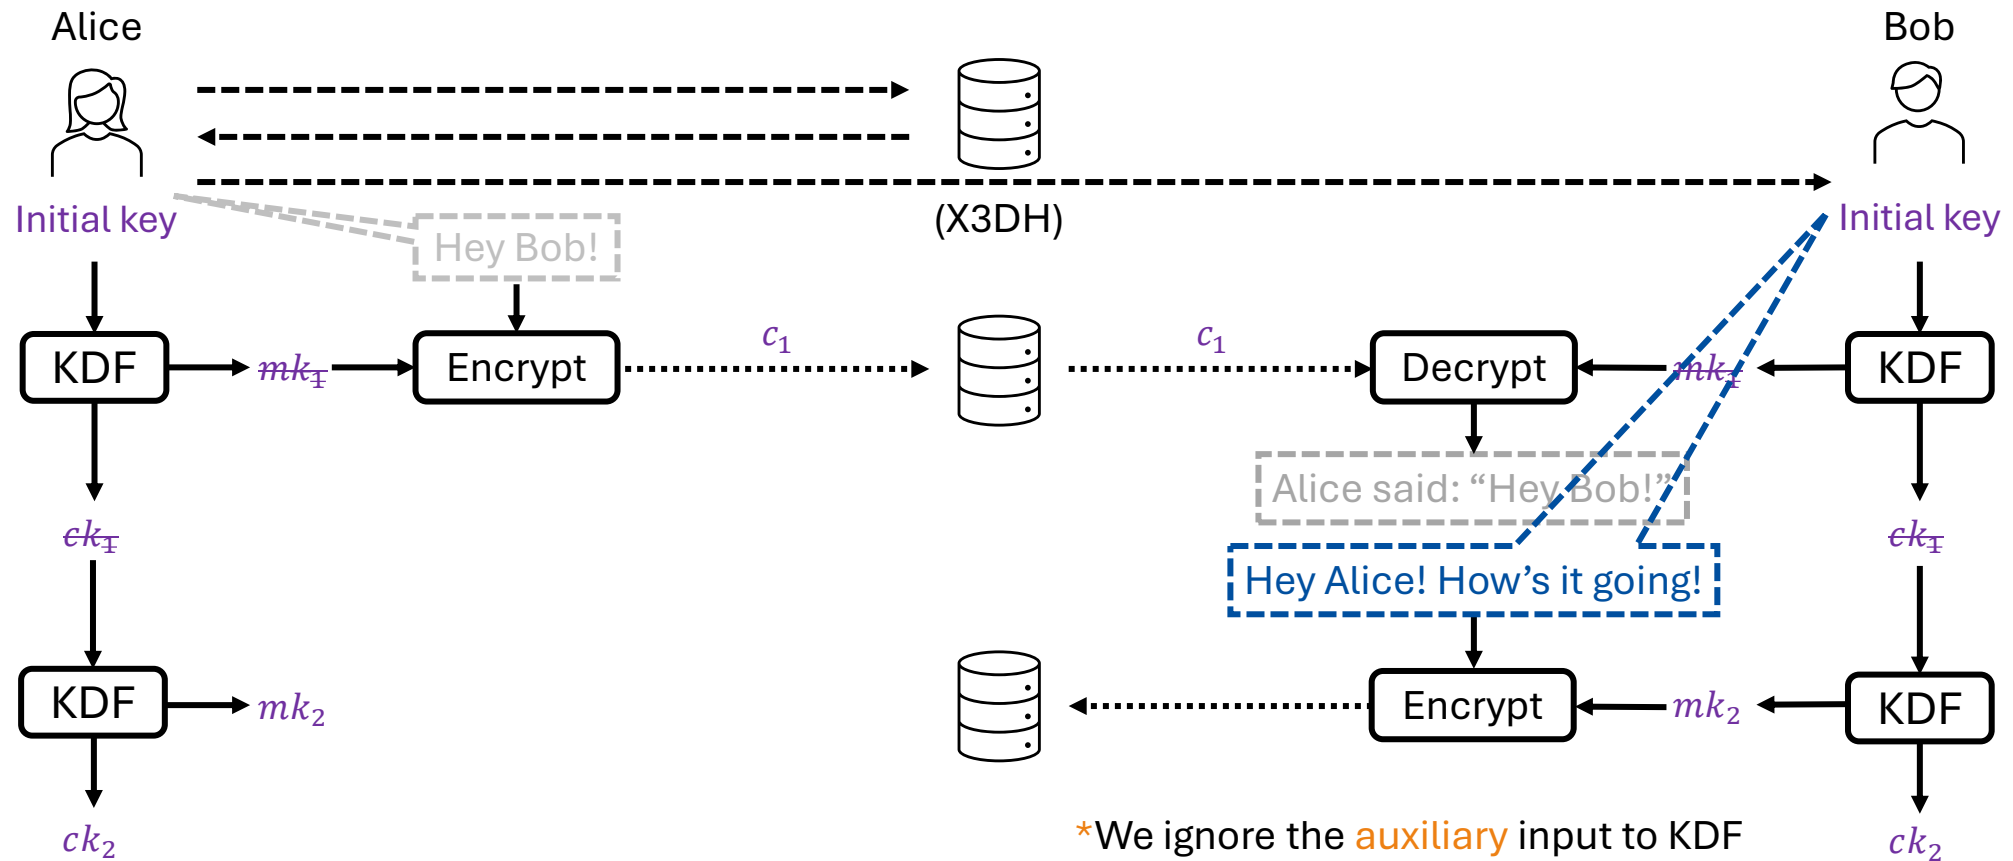 Alice
Bob
Initial key
(X3DH)
Initial key
Hey Bob!
KDF
mk₁
Encrypt
c₁
c₁
Decrypt
mk₁
KDF
Alice said: “Hey Bob!”
ck₁
ck₁
Hey Alice! How’s it going!
KDF
mk₂
Encrypt
mk₂
KDF
ck₂
*We ignore the auxiliary input to KDF
ck₂